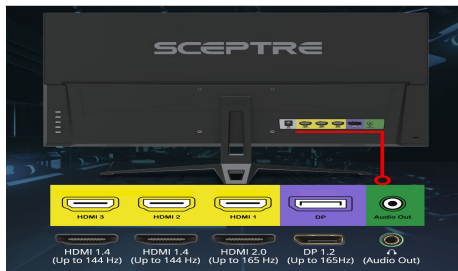 SCEPTRE
HDMI 3
HDMI 2
HDMI 1
DP
Audio Out
HDMI 1.4
(Up to 144 Hz)
HDMI 1.4
(Up to 144 Hz)
HDMI 2.0
(Up to 165 Hz)
DP 1.2
(Up to 165Hz)
(Audio Out)